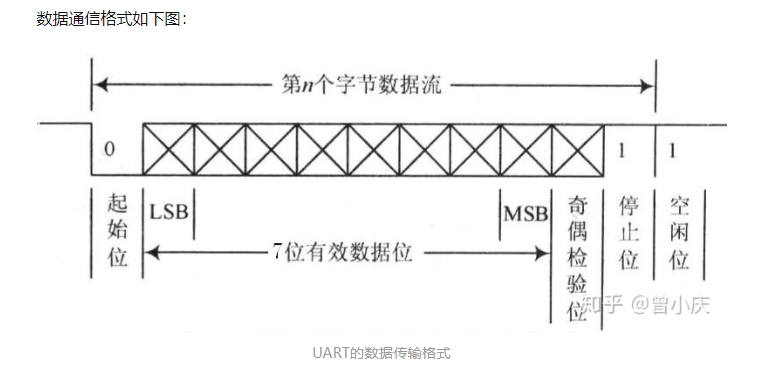 数据通信格式如下图：
第n个字节数据流
0
1
1
起始位
LSB
MSB
奇偶检验位
停止位
空闲位
7位有效数据位
知乎 @曾小庆
UART的数据传输格式